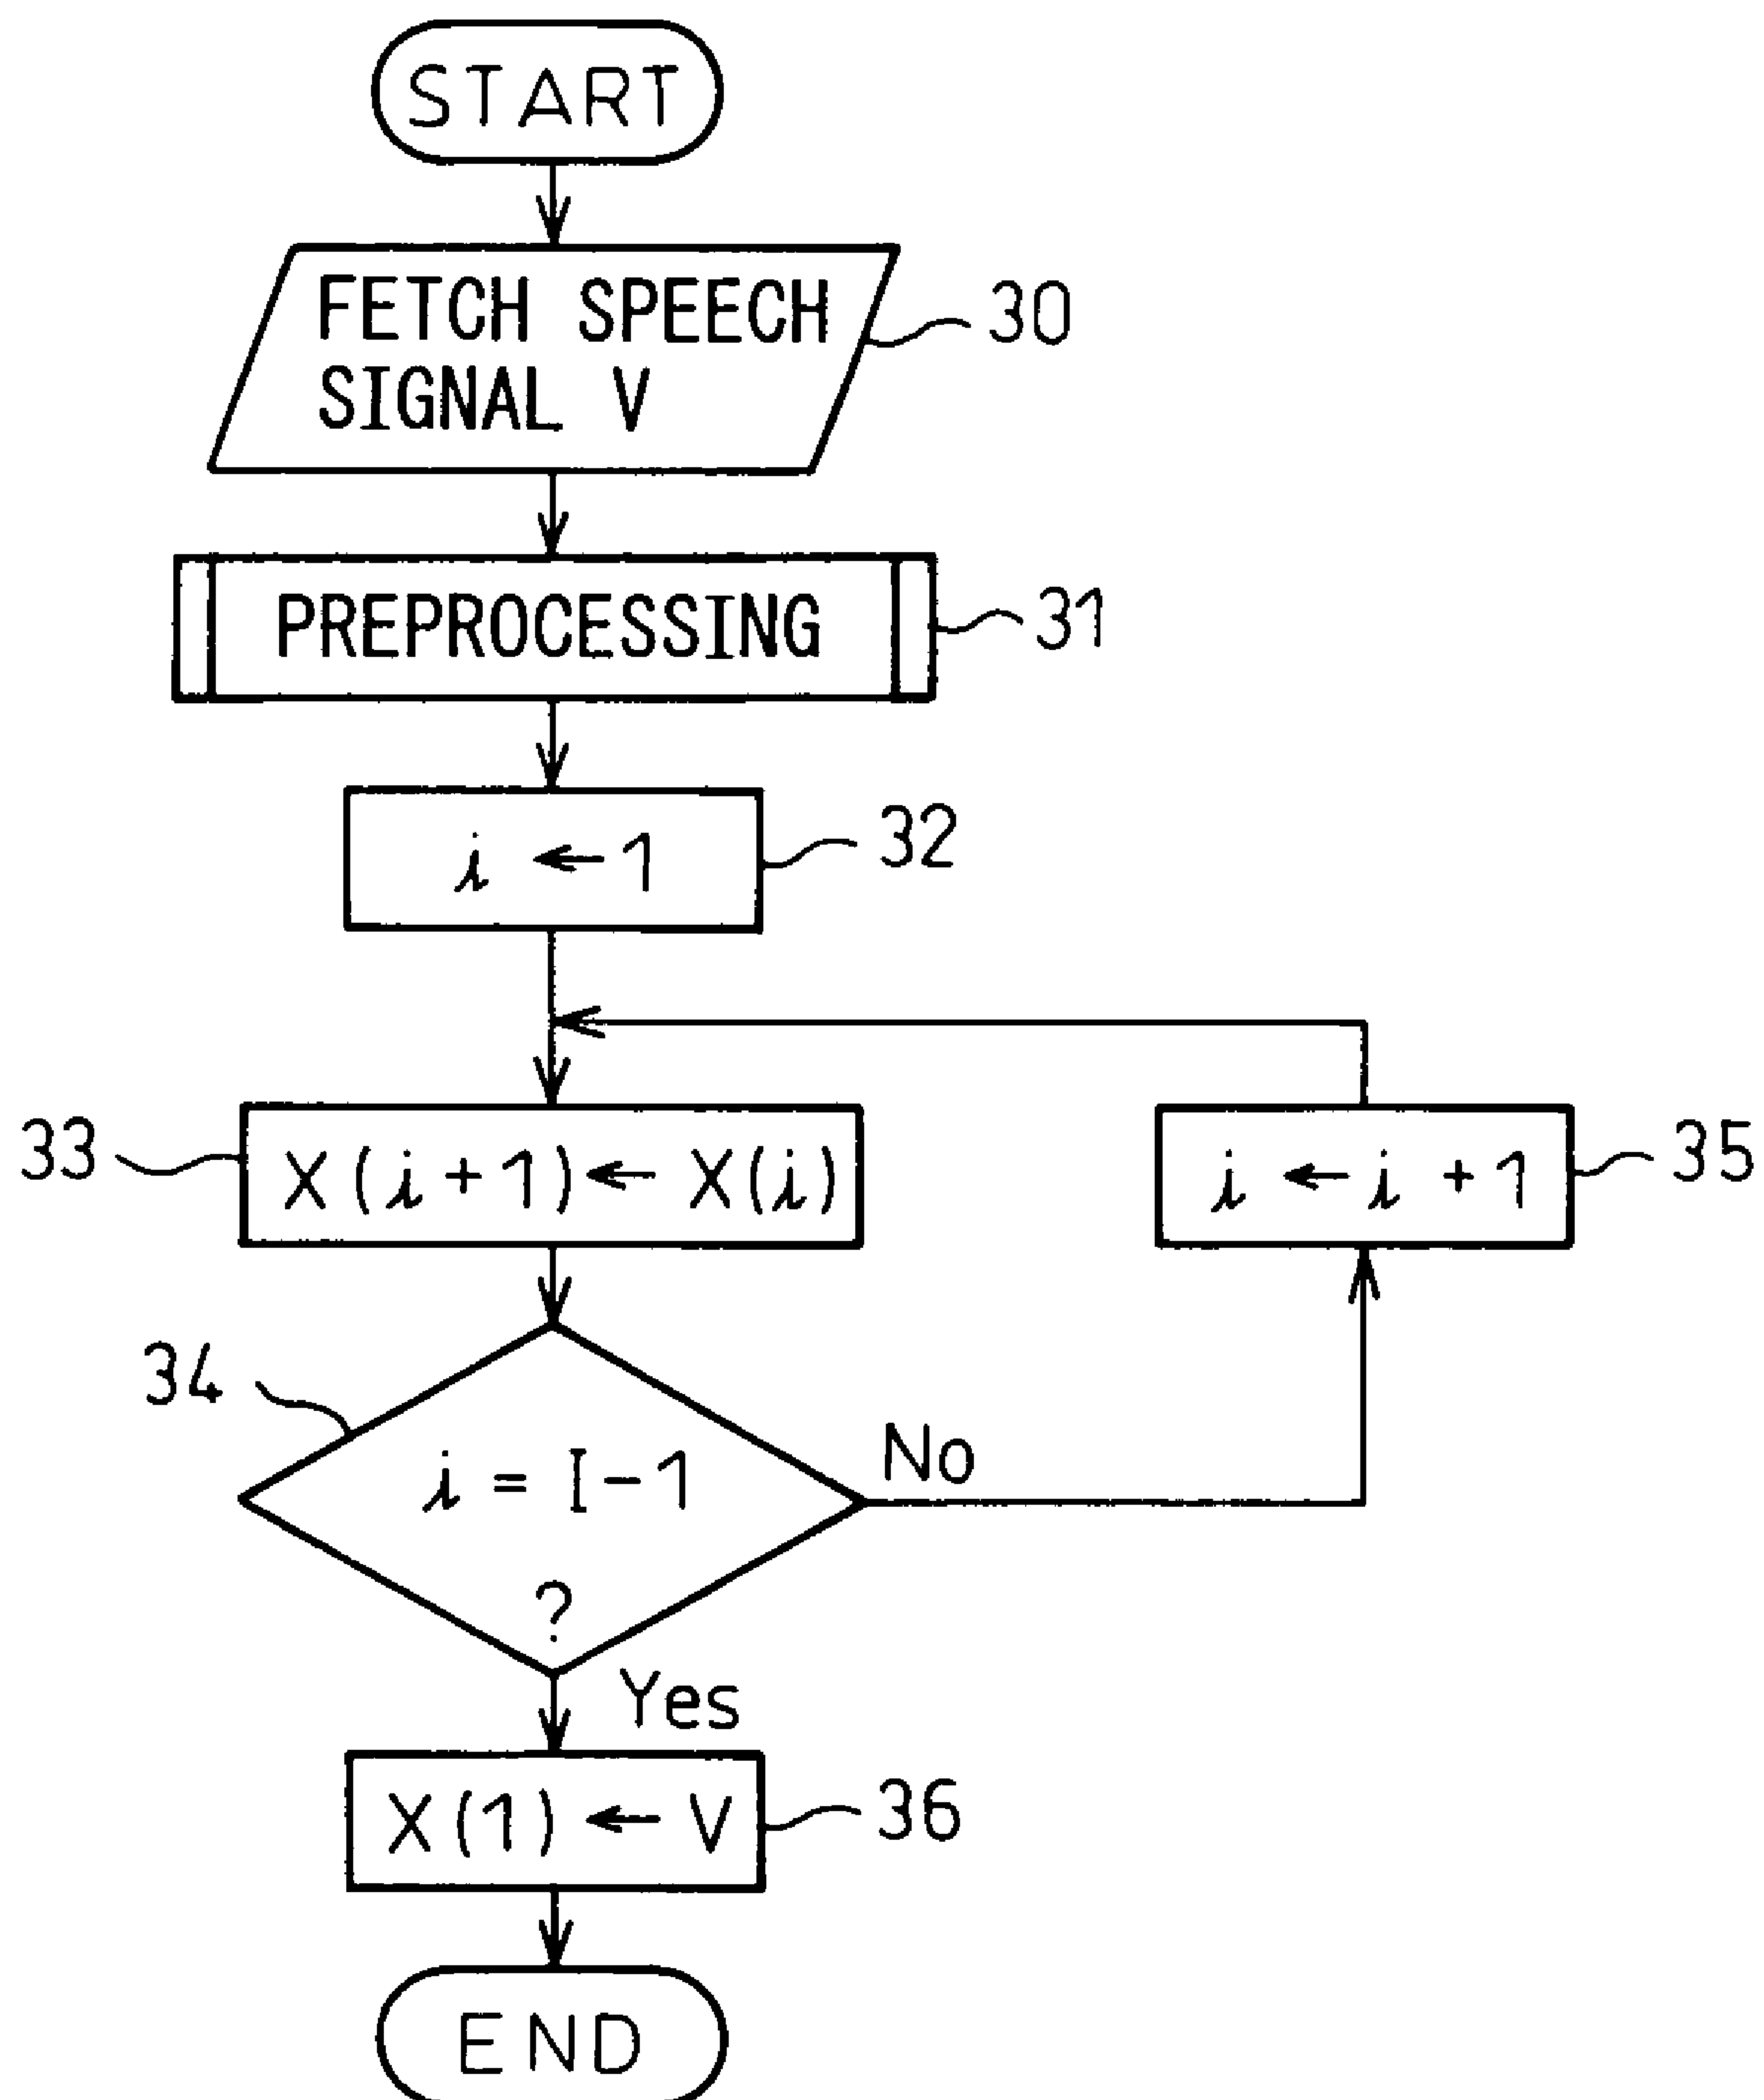 START
FETCH SPEECH
SIGNAL V
30
PREPROCESSING
31
i ← 1
32
33
X(i+1) ← X(i)
i ← i + 1
35
34
i = I-1
?
No
Yes
X(1) ← V
36
END